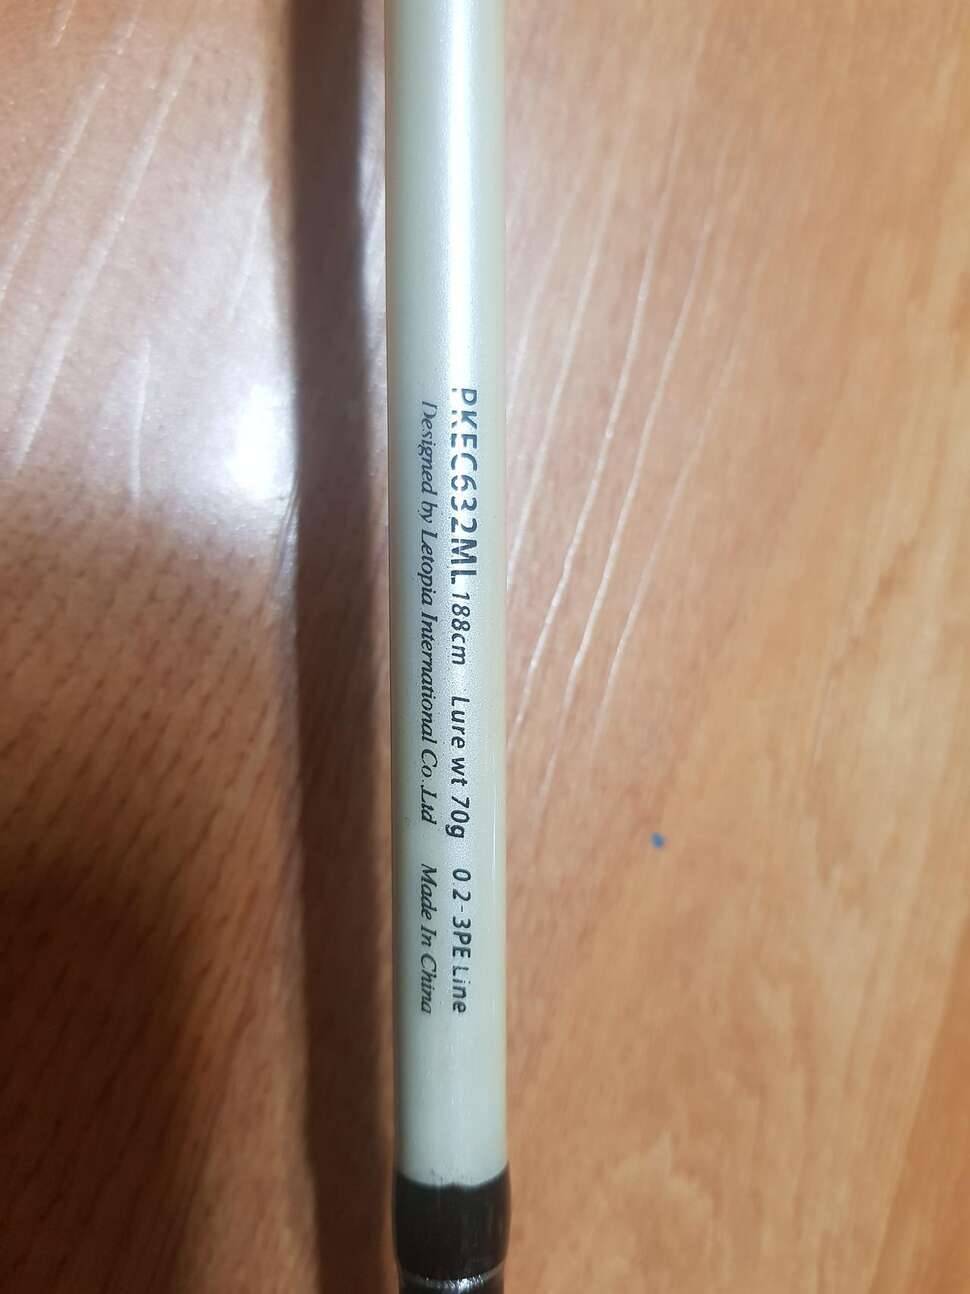 PKEC632ML 188cm Lure wt 70g 0.2-3PE Line
Designed by Letopia International Co.,Ltd Made In China